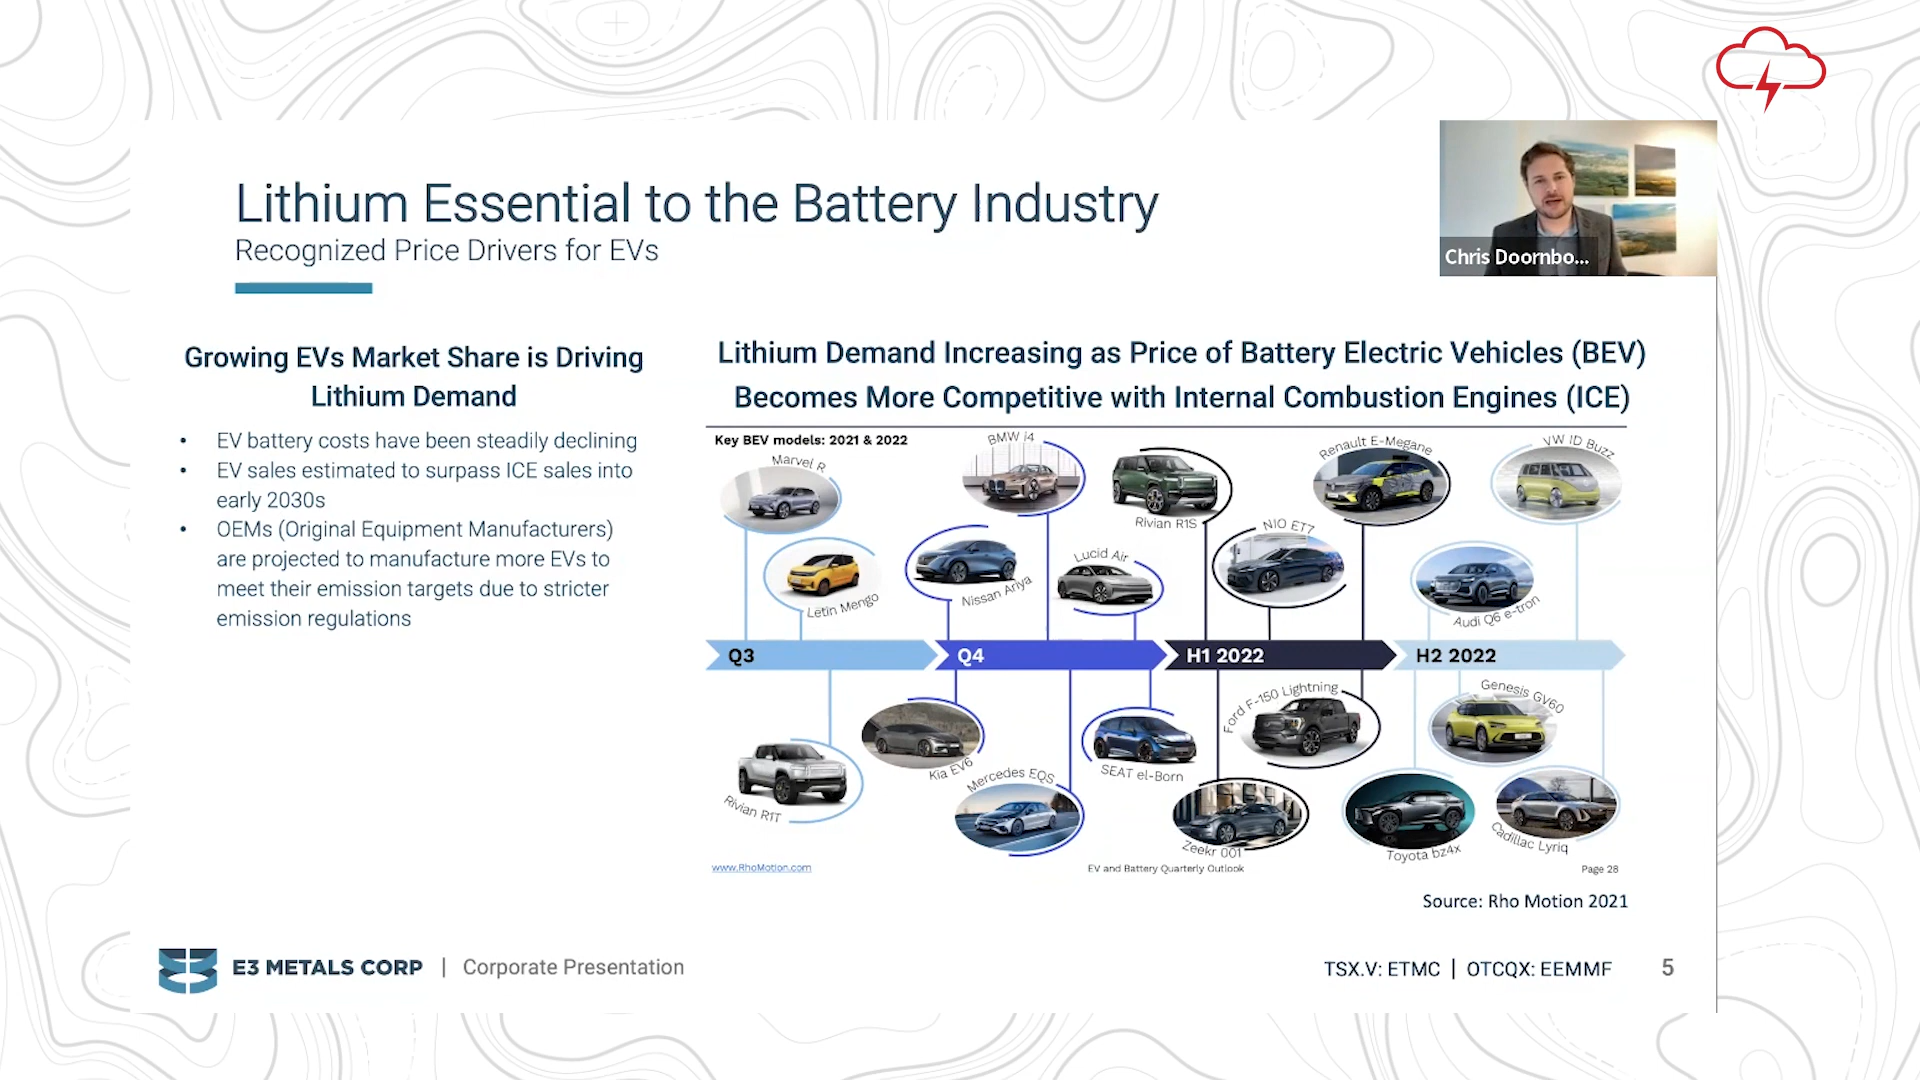 Lithium Essential to the Battery Industry
Recognized Price Drivers for EVs
Chris Doornbo...
Growing EVs Market Share is Driving
Lithium Demand
• EV battery costs have been steadily declining
• EV sales estimated to surpass ICE sales into
early 2030s
• OEMs (Original Equipment Manufacturers)
are projected to manufacture more EVs to
meet their emission targets due to stricter
emission regulations
Lithium Demand Increasing as Price of Battery Electric Vehicles (BEV)
Becomes More Competitive with Internal Combustion Engines (ICE)
Key BEV models: 2021 & 2022
Marvel R
BMW i4
Rivian R1S
Renault E-Megane
VW ID Buzz
Letin Mengo
Nissan Ariya
Lucid Air
NIO ET7
Audi Q6 e-tron
Q3
Q4
H1 2022
H2 2022
Rivian R1T
Kia EV6
Mercedes EQS
SEAT el-Born
Ford F-150 Lightning
Zeekr 001
Genesis GV60
Toyota bz4x
Cadillac Lyriq
www.RhoMotion.com
EV and Battery Quarterly Outlook
Page 28
Source: Rho Motion 2021
E3 METALS CORP | Corporate Presentation
TSX.V: ETMC | OTCQX: EEMMF
5